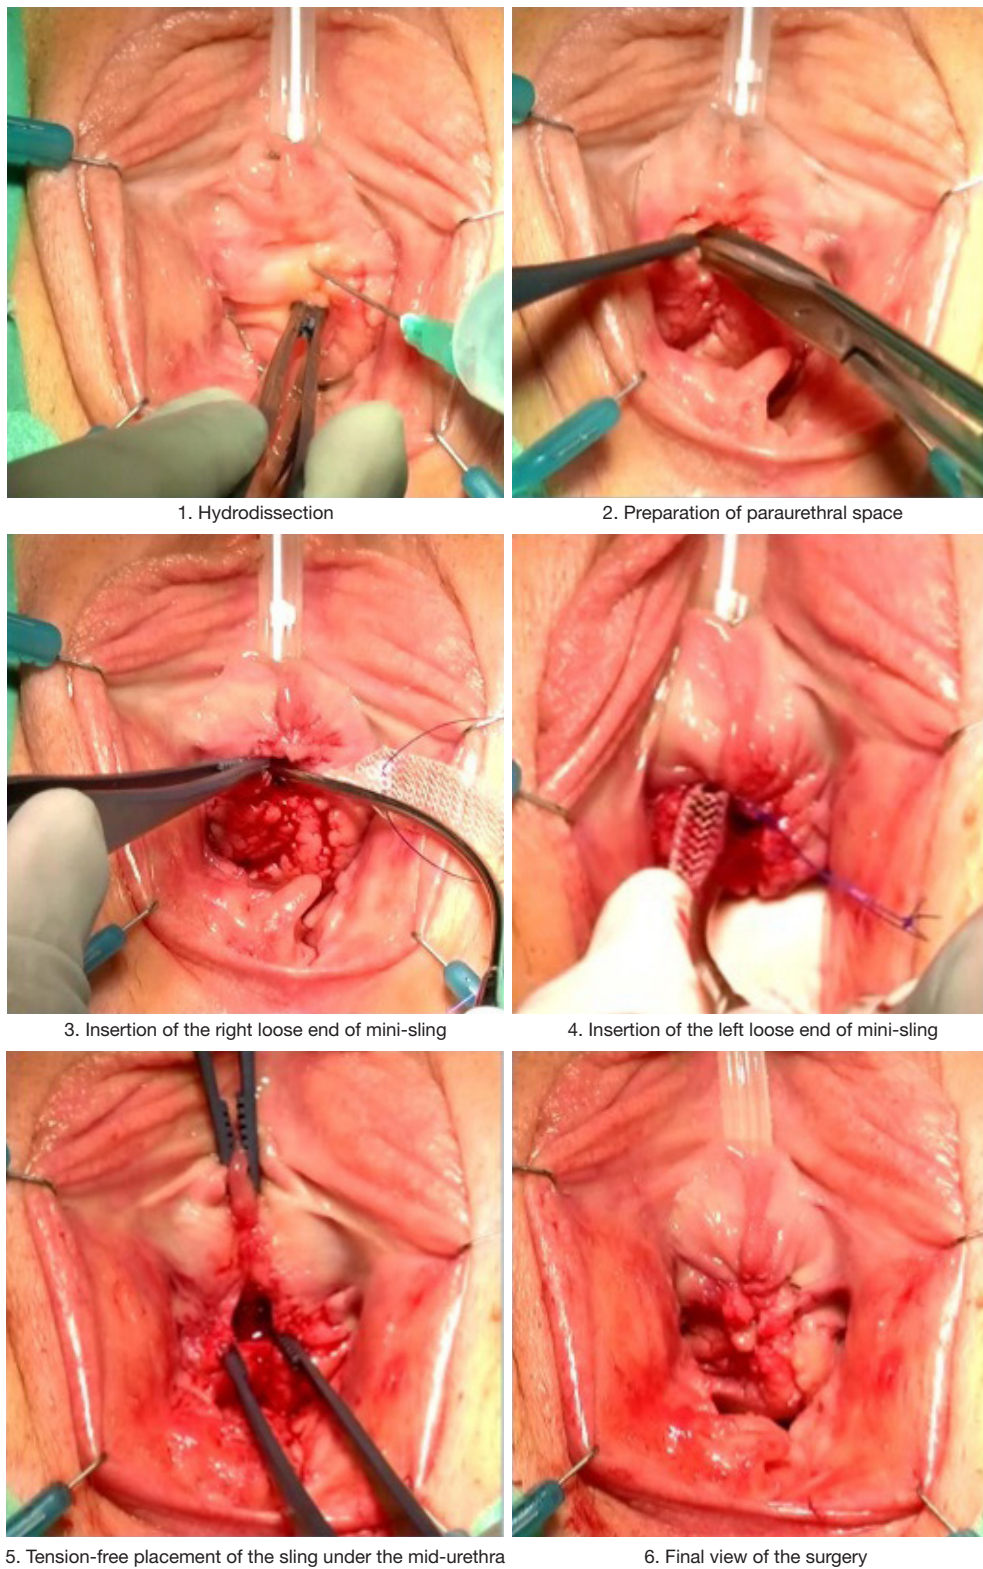 1. Hydrodissection
2. Preparation of paraurethral space
3. Insertion of the right loose end of mini-sling
4. Insertion of the left loose end of mini-sling
5. Tension-free placement of the sling under the mid-urethra
6. Final view of the surgery